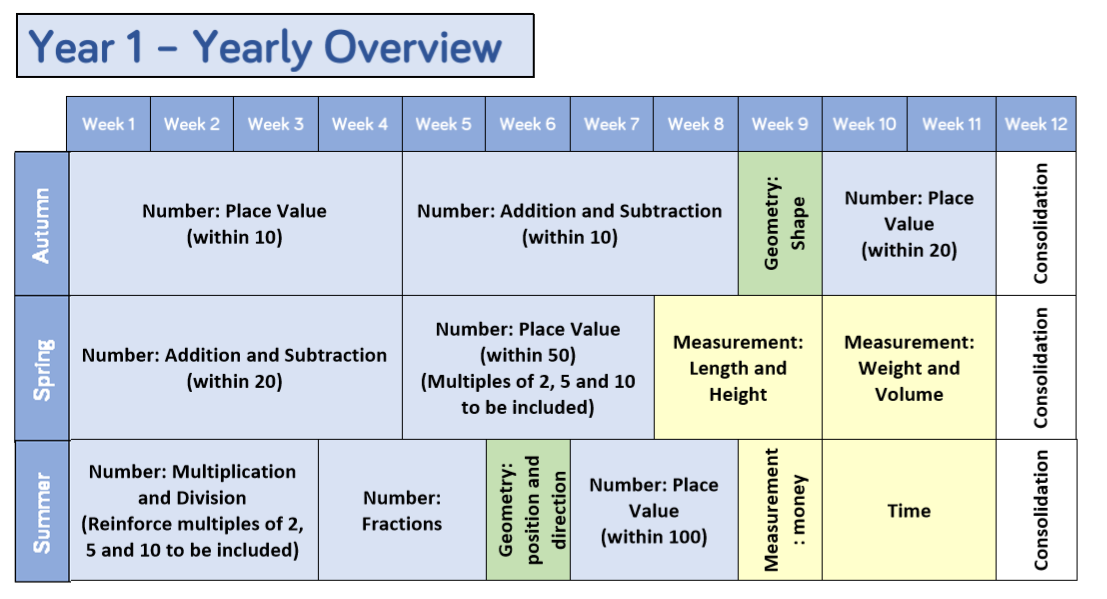 Year 1 – Yearly Overview
Week 1
Week 2
Week 3
Week 4
Week 5
Week 6
Week 7
Week 8
Week 9
Week 10
Week 11
Week 12
Autumn
Number: Place Value
(within 10)
Number: Addition and Subtraction
(within 10)
Geometry:
Shape
Number: Place
Value
(within 20)
Consolidation
Spring
Number: Addition and Subtraction
(within 20)
Number: Place Value
(within 50)
(Multiples of 2, 5 and 10
to be included)
Measurement:
Length and
Height
Measurement:
Weight and
Volume
Consolidation
Summer
Number: Multiplication
and Division
(Reinforce multiples of 2,
5 and 10 to be included)
Number:
Fractions
Geometry:
position and
direction
Number: Place
Value
(within 100)
Measurement
: money
Time
Consolidation